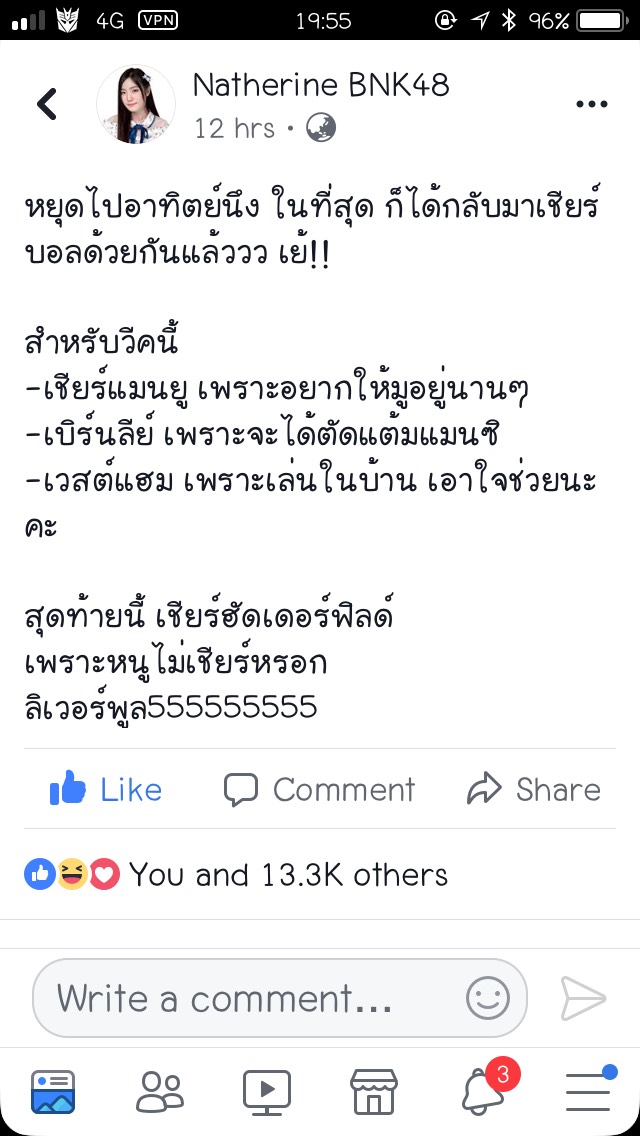 4G VPN 19:55 96%
Natherine BNK48
12 hrs
หยุดไปอาทิตย์นึง ในที่สุด ก็ได้กลับมาเชียร์
บอลด้วยกันแล้ววว เย้!!
สำหรับวีคนี้
-เชียร์แมนยู เพราะอยากให้มูอยู่นานๆ
-เบิร์นลีย์ เพราะจะได้ตัดแต้มแมนซิ
-เวสต์แฮม เพราะเล่นในบ้าน เอาใจช่วยนะ
คะ
สุดท้ายนี้ เชียร์ฮัดเดอร์ฟิลด์
เพราะหนูไม่เชียร์หรอก
ลิเวอร์พูล555555555
Like Comment Share
You and 13.3K others
Write a comment...
3